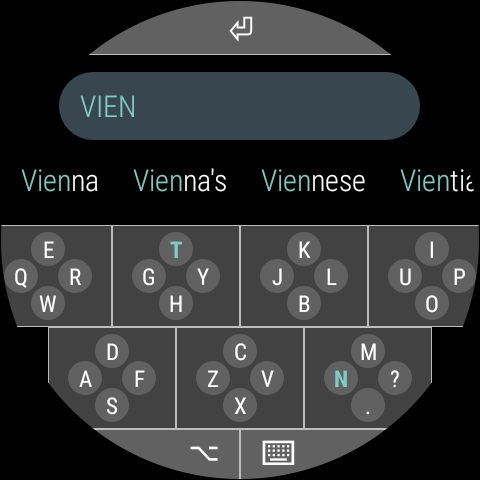 VIEN
Vienna Vienna's Viennese Vientia
E T K I
Q R G Y J L U P
W H B O
D C M
A F Z V N ?
S X .